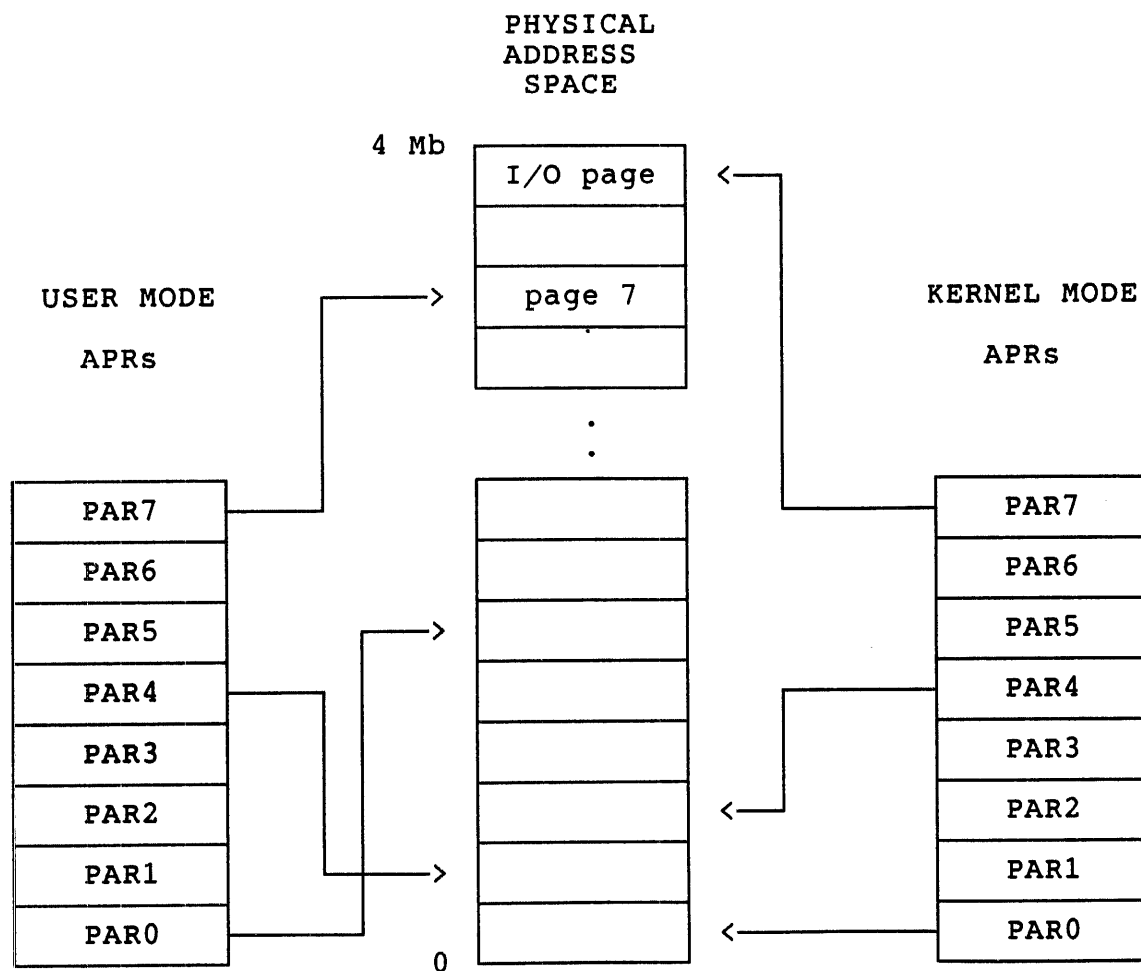 PHYSICAL
ADDRESS
SPACE
4 Mb
I/O page
page 7
USER MODE
APRs
KERNEL MODE
APRs
PAR7
PAR6
PAR5
PAR4
PAR3
PAR2
PAR1
PAR0
0
PAR7
PAR6
PAR5
PAR4
PAR3
PAR2
PAR1
PAR0